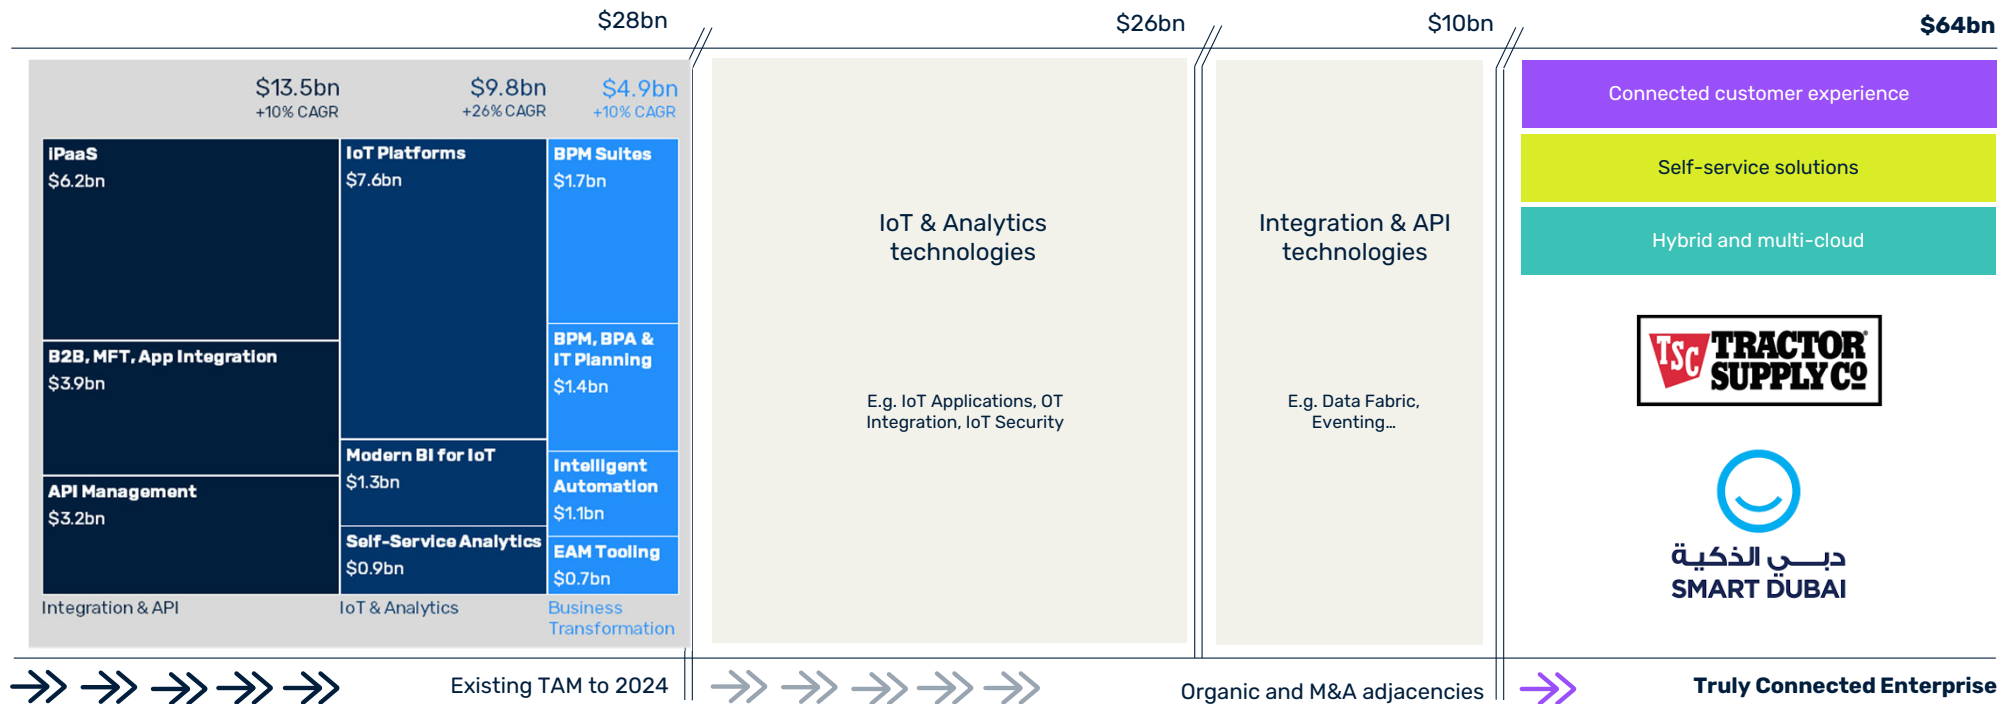 $28bn
$26bn
$10bn
$64bn
$13.5bn
+10% CAGR
$9.8bn
+26% CAGR
$4.9bn
+10% CAGR
iPaaS
$6.2bn
B2B, MFT, App Integration
$3.9bn
API Management
$3.2bn
Integration & API
IoT Platforms
$7.6bn
Modern BI for IoT
$1.3bn
Self-Service Analytics
$0.9bn
IoT & Analytics
BPM Suites
$1.7bn
BPM, BPA &
IT Planning
$1.4bn
Intelligent
Automation
$1.1bn
EAM Tooling
$0.7bn
Business
Transformation
IoT & Analytics
technologies
E.g. IoT Applications, OT
Integration, IoT Security
Integration & API
technologies
E.g. Data Fabric,
Eventing...
Connected customer experience
Self-service solutions
Hybrid and multi-cloud
TSC
TRACTOR
SUPPLY CO
دبي الذكية
SMART DUBAI
Existing TAM to 2024
Organic and M&A adjacencies
Truly Connected Enterprise